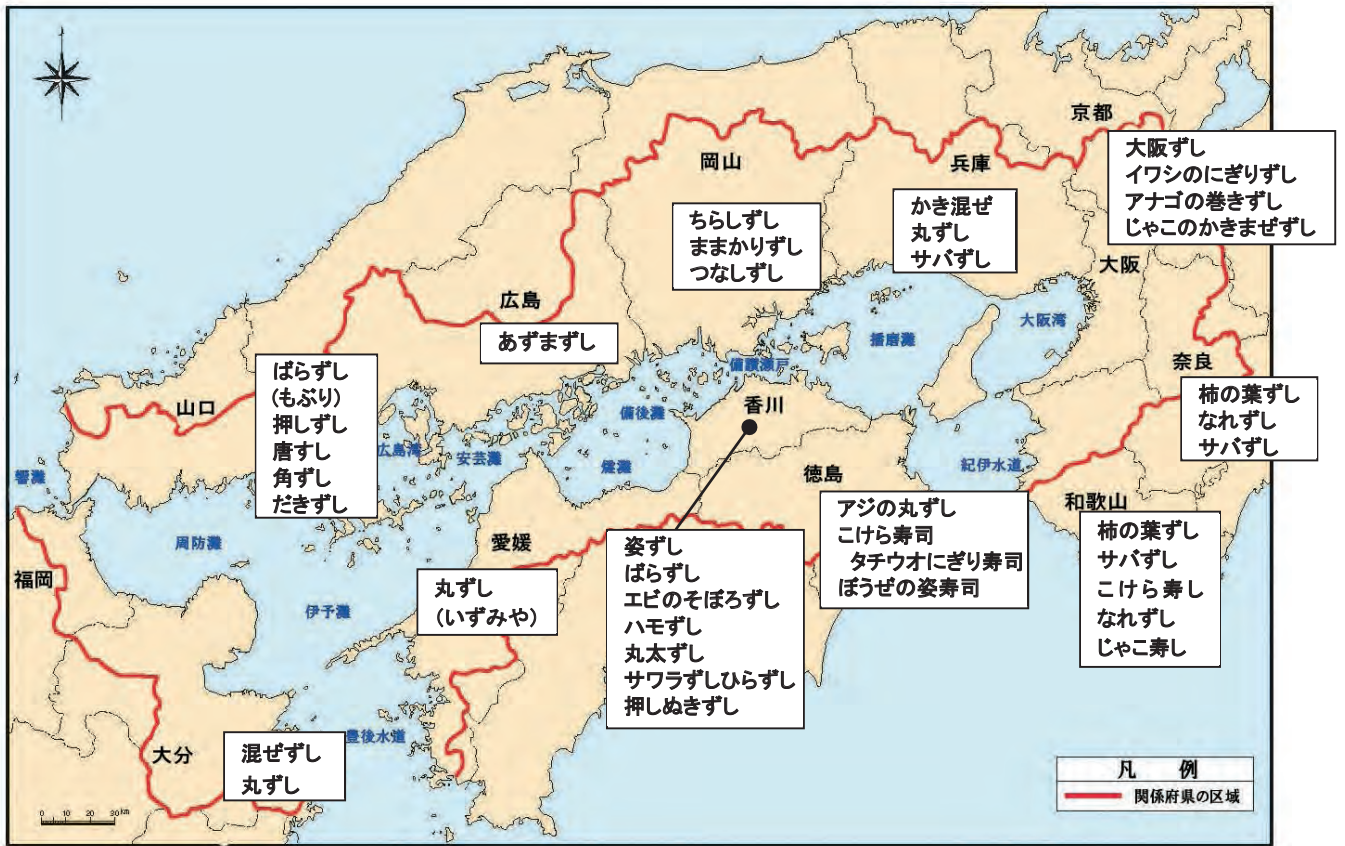 京都
大阪ずし
イワシのにぎりずし
アナゴの巻きずし
じゃこのかきまぜずし
岡山
兵庫
ちらしずし
ままかりずし
つなしずし
かき混ぜ
丸ずし
サバずし
大阪
広島
あずまずし
大阪湾
播磨灘
備讃瀬戸
奈良
柿の葉ずし
なれずし
サバずし
山口
ばらずし
(もぶり)
押しずし
唐すし
角ずし
だきずし
香川
備後灘
広島湾
安芸灘
燧灘
紀伊水道
響灘
徳島
アジの丸ずし
こけら寿司
タチウオにぎり寿司
ぼうぜの姿寿司
和歌山
柿の葉ずし
サバずし
こけら寿し
なれずし
じゃこ寿し
周防灘
愛媛
丸ずし
(いずみや)
姿ずし
ばらずし
エビのそぼろずし
ハモずし
丸太ずし
サワラずしひらずし
押しぬきずし
福岡
伊予灘
豊後水道
大分
混ぜずし
丸ずし
凡 例
関係府県の区域
0 10 20 30km